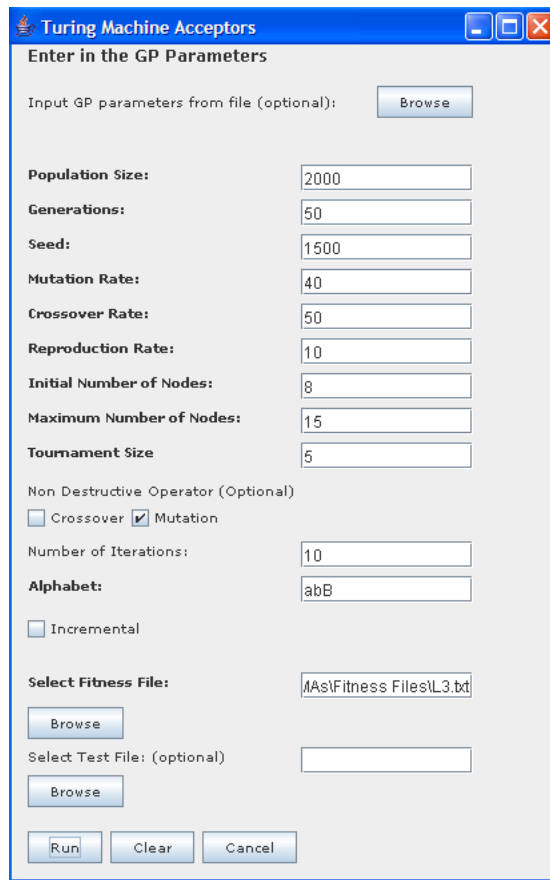 Turing Machine Acceptors
Enter in the GP Parameters
Input GP parameters from file (optional): Browse
Population Size: 2000
Generations: 50
Seed: 1500
Mutation Rate: 40
Crossover Rate: 50
Reproduction Rate: 10
Initial Number of Nodes: 8
Maximum Number of Nodes: 15
Tournament Size 5
Non Destructive Operator (Optional)
Crossover Mutation
Number of Iterations: 10
Alphabet: abB
Incremental
Select Fitness File: MAs\Fitness Files\L3.txt
Browse
Select Test File: (optional)
Browse
Run Clear Cancel